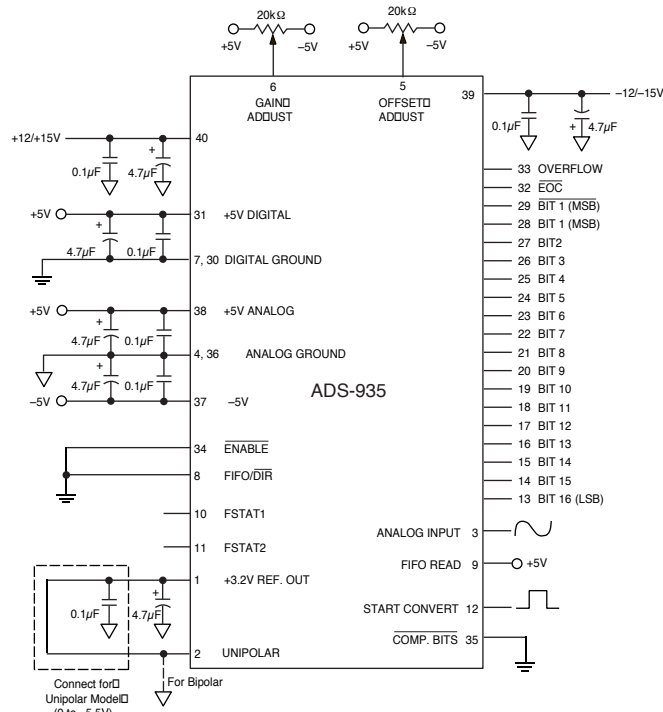 20kΩ 20kΩ
+5V −5V +5V −5V
6 5
GAIN□ OFFSET□
AD□UST AD□UST
39 −12/−15V
0.1µF + 4.7µF
+12/+15V 40
0.1µF + 4.7µF
33 OVERFLOW
32 EOC
29 BIT 1 (MSB)
28 BIT 1 (MSB)
27 BIT2
26 BIT 3
25 BIT 4
24 BIT 5
23 BIT 6
22 BIT 7
21 BIT 8
20 BIT 9
19 BIT 10
18 BIT 11
17 BIT 12
16 BIT 13
15 BIT 14
14 BIT 15
13 BIT 16 (LSB)
+5V 31 +5V DIGITAL
+ 4.7µF 0.1µF
7, 30 DIGITAL GROUND
+5V 38 +5V ANALOG
+ 4.7µF 0.1µF
4, 36 ANALOG GROUND
+ 4.7µF 0.1µF
−5V 37 −5V
ADS-935
34 ENABLE
8 FIFO/DIR
10 FSTAT1
11 FSTAT2
1 +3.2V REF. OUT
0.1µF + 4.7µF
2 UNIPOLAR
ANALOG INPUT 3
FIFO READ 9 +5V
START CONVERT 12
COMP. BITS 35
For Bipolar
Connect for□
Unipolar Model□